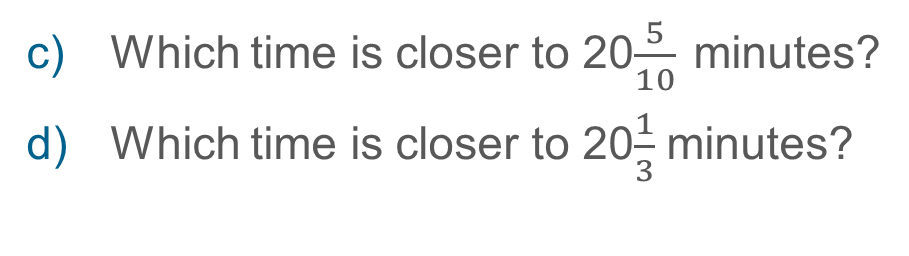 c) Which time is closer to 20 5/10 minutes?
d) Which time is closer to 20 1/3 minutes?